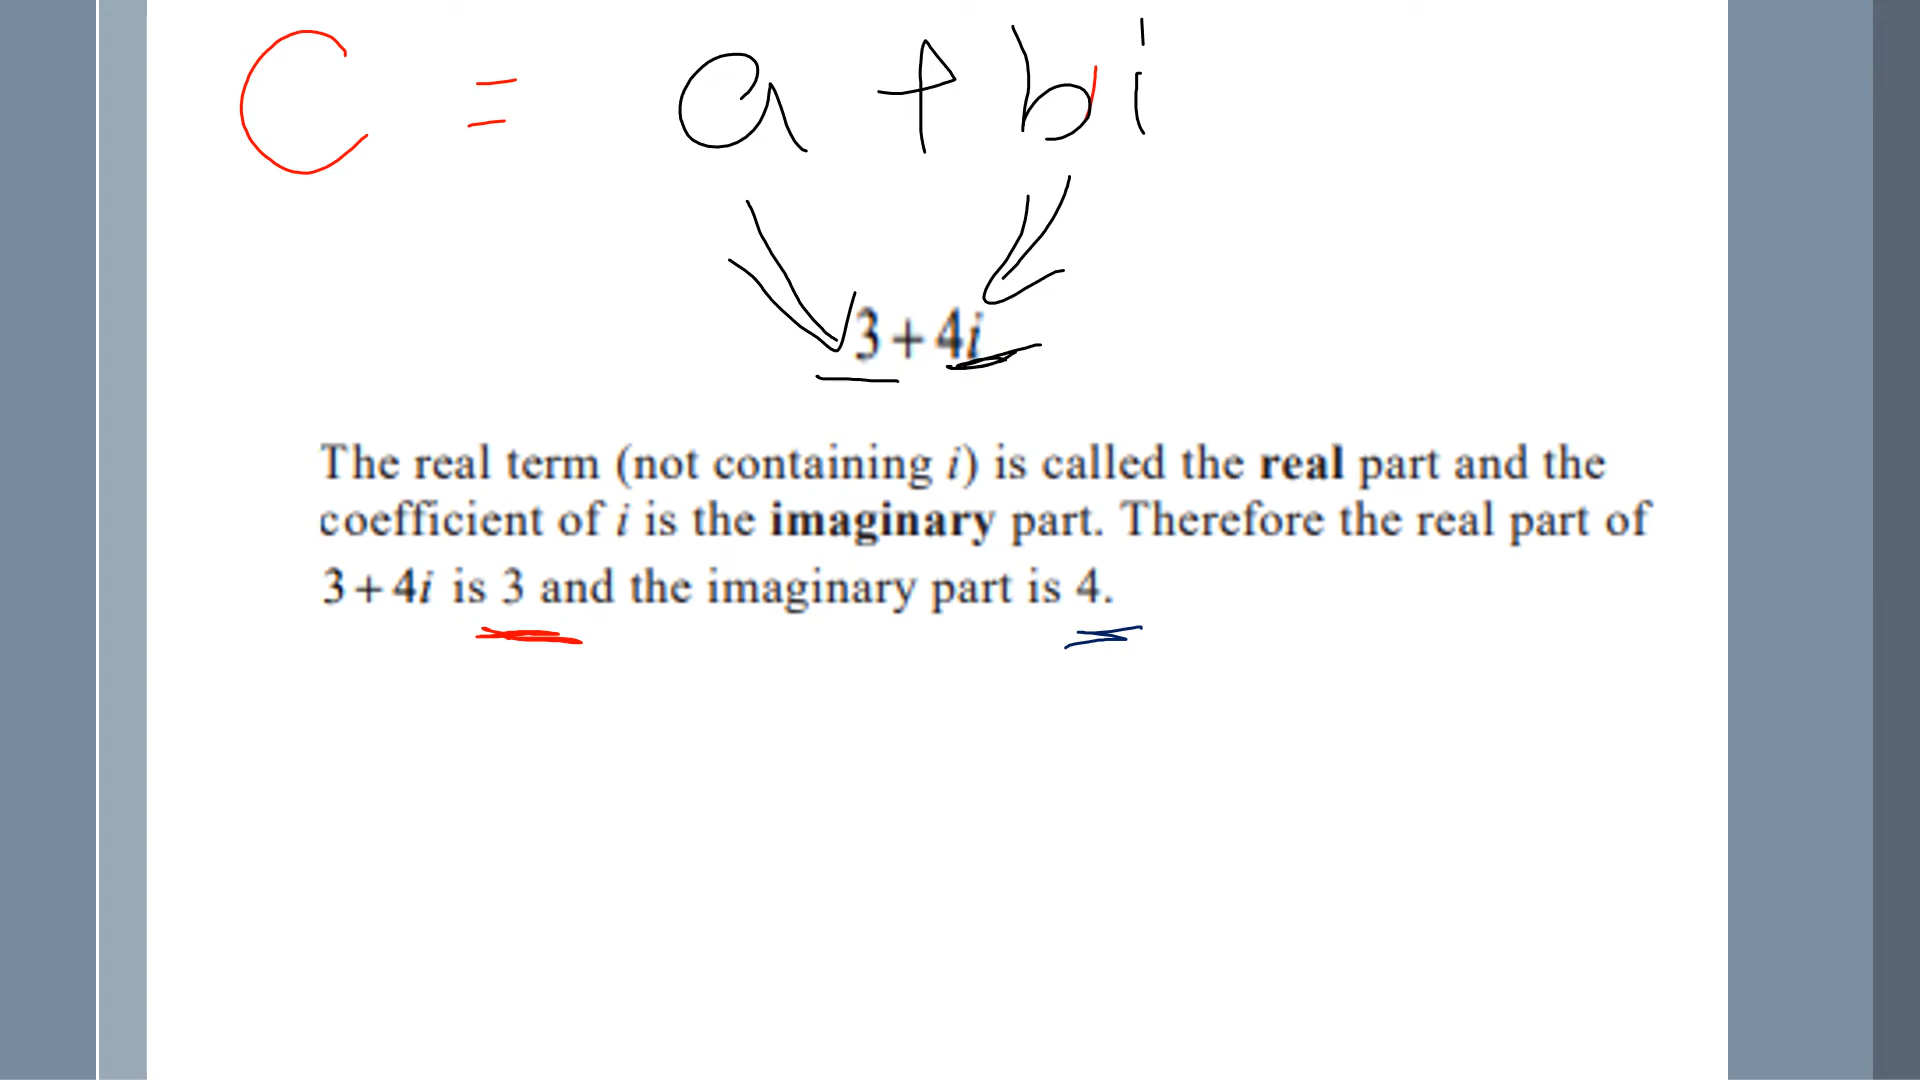 C = a + bi
3 + 4i
The real term (not containing i) is called the real part and the
coefficient of i is the imaginary part. Therefore the real part of
3 + 4i is 3 and the imaginary part is 4.